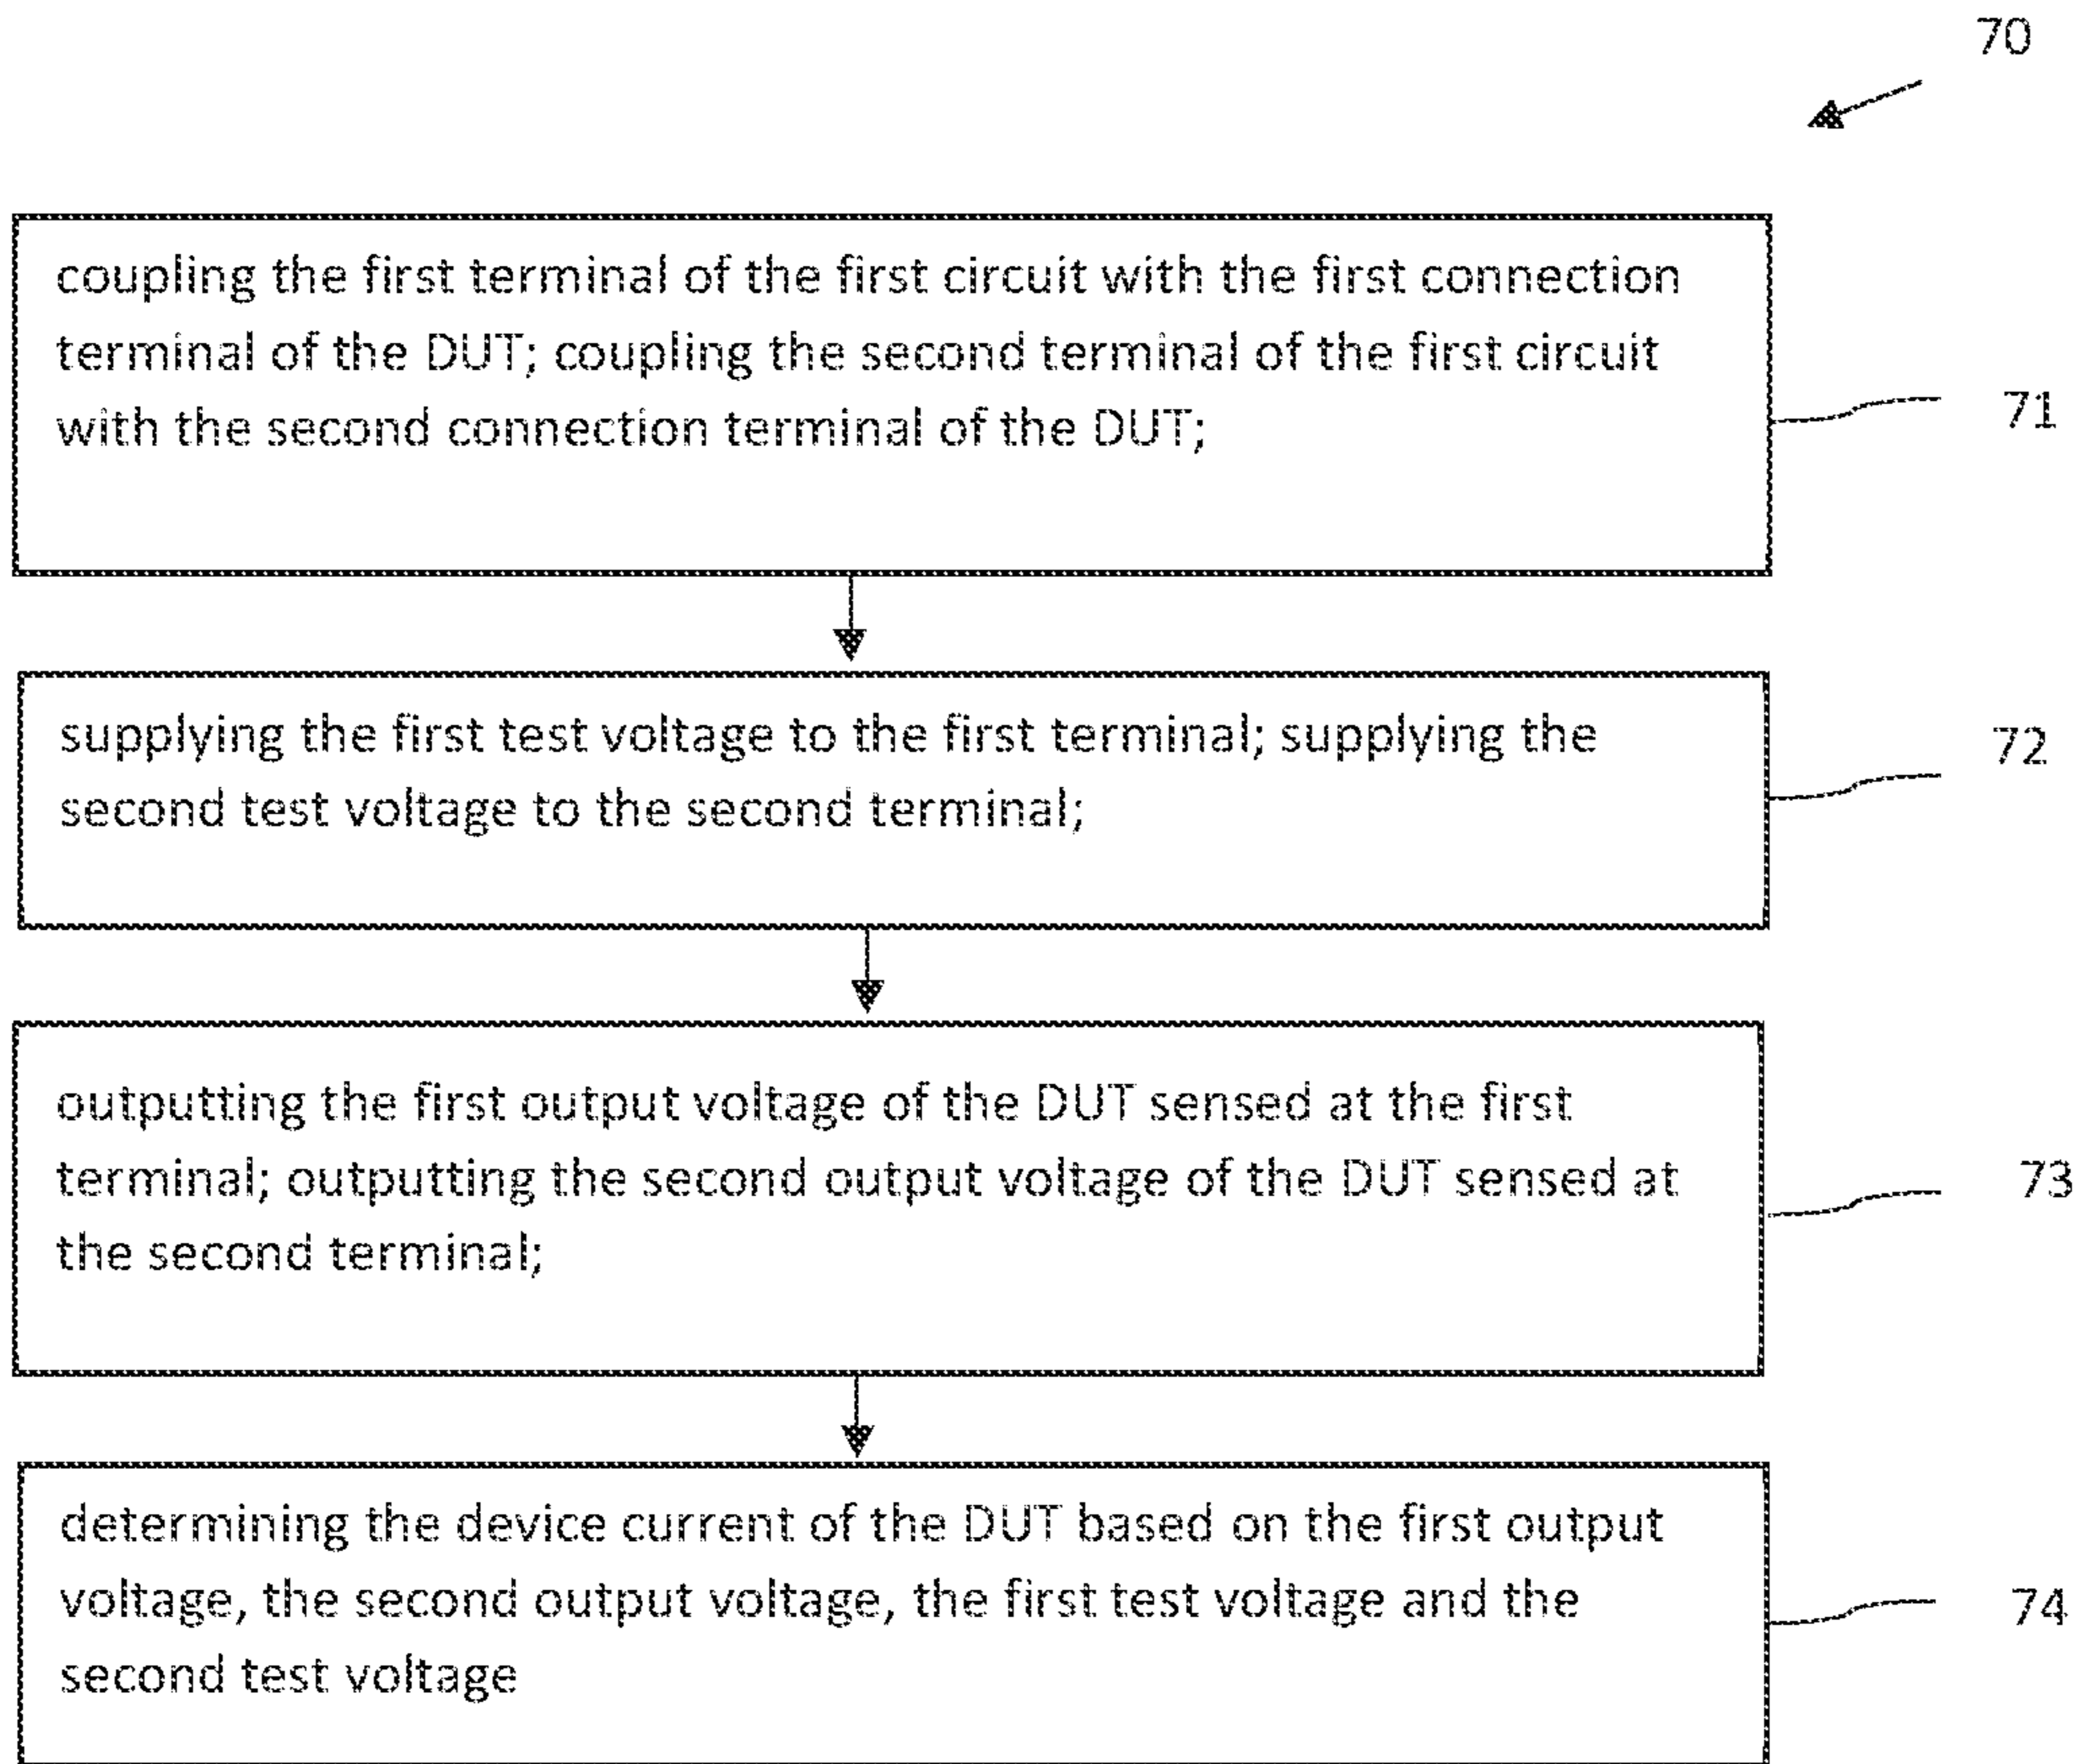 70
coupling the first terminal of the first circuit with the first connection
terminal of the DUT; coupling the second terminal of the first circuit
with the second connection terminal of the DUT;
71
supplying the first test voltage to the first terminal; supplying the
second test voltage to the second terminal;
72
outputting the first output voltage of the DUT sensed at the first
terminal; outputting the second output voltage of the DUT sensed at
the second terminal;
73
determining the device current of the DUT based on the first output
voltage, the second output voltage, the first test voltage and the
second test voltage
74